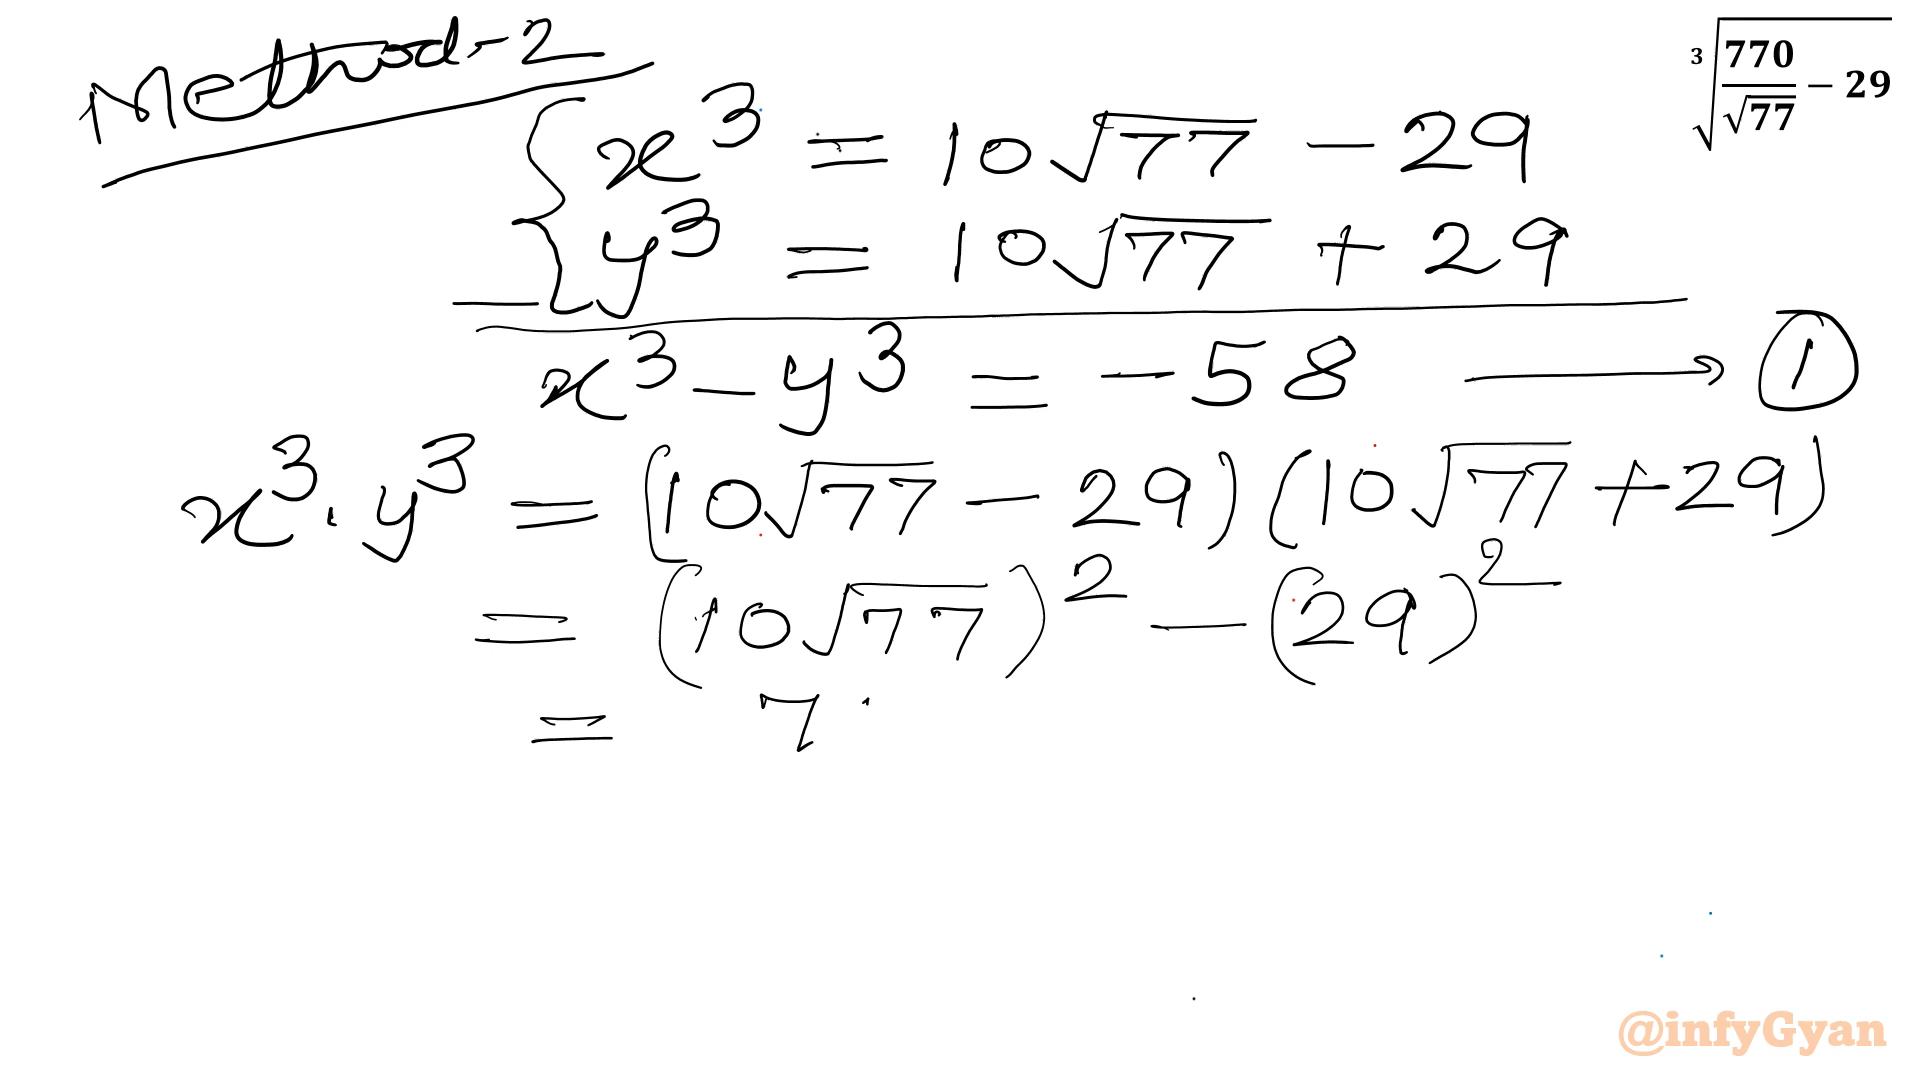 Method-2
∛(770/√77 − 29)
x³ = 10√77 − 29
y³ = 10√77 + 29
x³ − y³ = −58 ⟶ ①
x³·y³ = (10√77 − 29)(10√77 + 29)
= (10√77)² − (29)²
= 7
@infyGyan